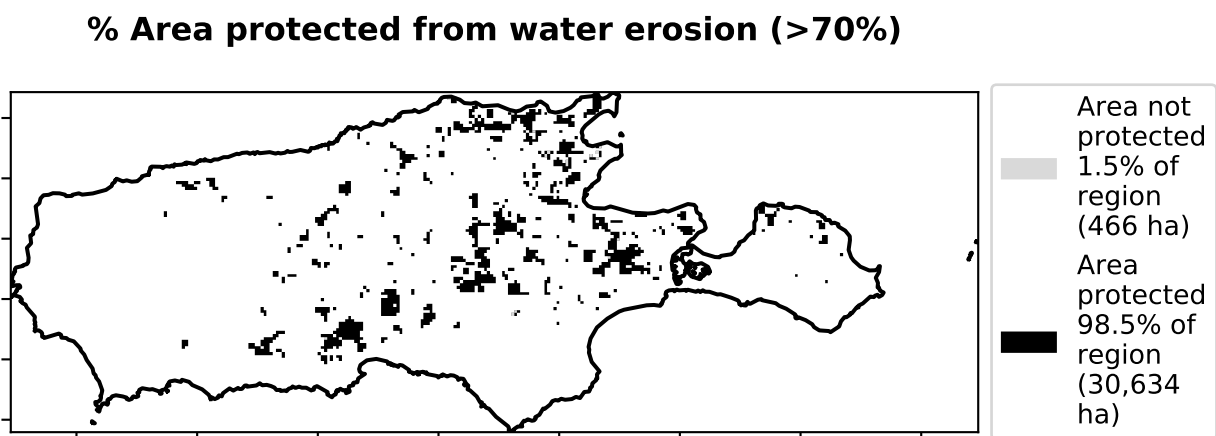 % Area protected from water erosion (>70%)
Area not
protected
1.5% of
region
(466 ha)
Area
protected
98.5% of
region
(30,634
ha)